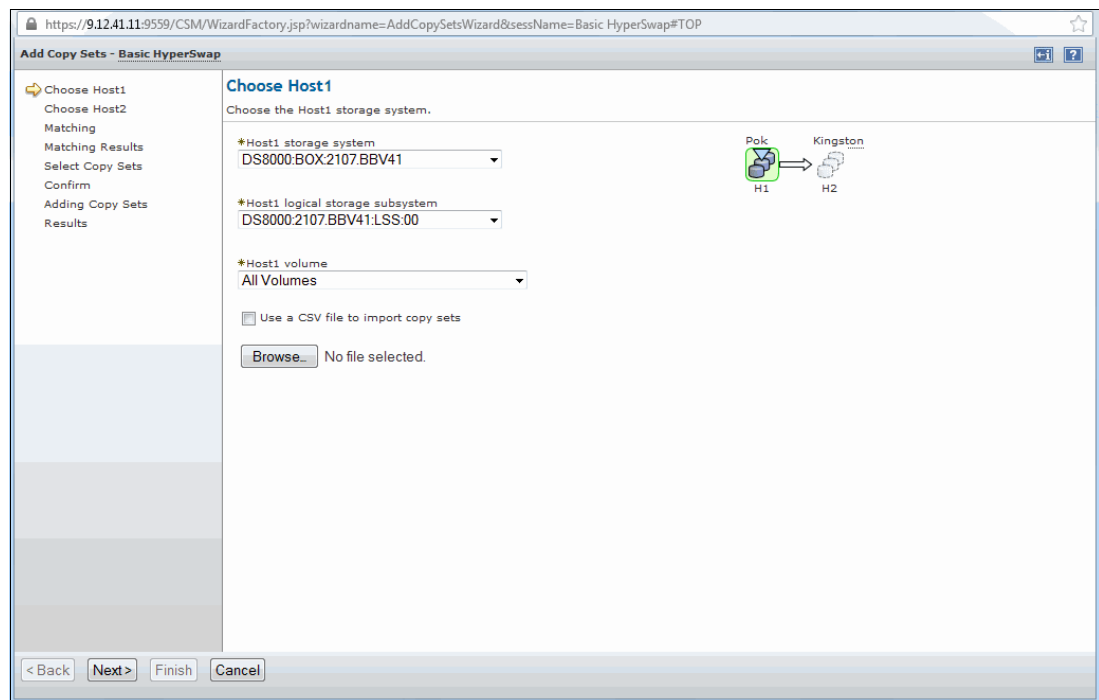 https://9.12.41.11:9559/CSM/WizardFactory.jsp?wizardname=AddCopySetsWizard&sessName=Basic HyperSwap#TOP
Add Copy Sets - Basic HyperSwap
?
Choose Host1
Choose Host2
Matching
Matching Results
Select Copy Sets
Confirm
Adding Copy Sets
Results
Choose Host1
Choose the Host1 storage system.
*Host1 storage system
DS8000:BOX:2107.BBV41
*Host1 logical storage subsystem
DS8000:2107.BBV41:LSS:00
*Host1 volume
All Volumes
Use a CSV file to import copy sets
Browse... No file selected.
Pok Kingston
H1 H2
< Back Next > Finish Cancel